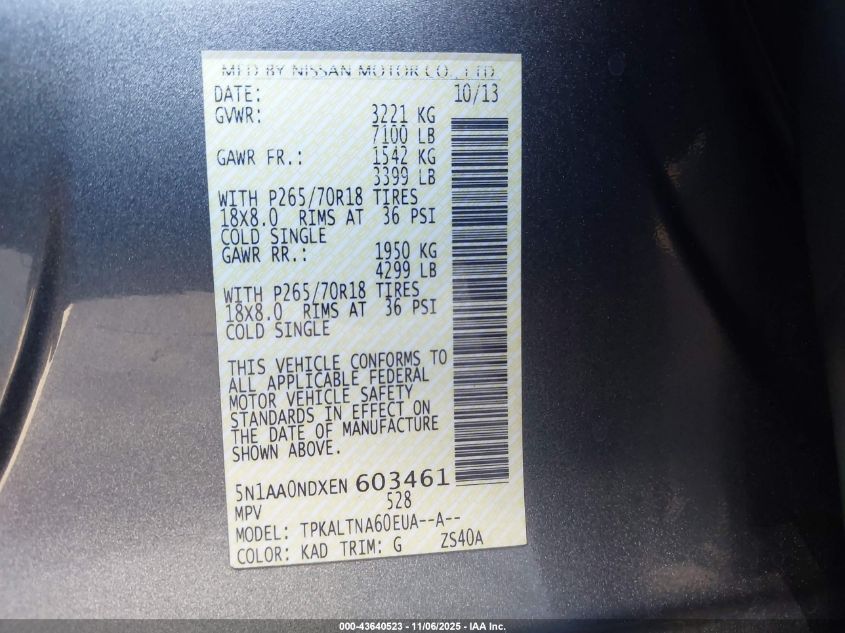 MFD BY NISSAN MOTOR CO., LTD.
DATE: 10/13
GVWR: 3221 KG
7100 LB
GAWR FR.: 1542 KG
3399 LB
WITH P265/70R18 TIRES
18X8.0 RIMS AT 36 PSI
COLD SINGLE
GAWR RR.: 1950 KG
4299 LB
WITH P265/70R18 TIRES
18X8.0 RIMS AT 36 PSI
COLD SINGLE
THIS VEHICLE CONFORMS TO
ALL APPLICABLE FEDERAL
MOTOR VEHICLE SAFETY
STANDARDS IN EFFECT ON
THE DATE OF MANUFACTURE
SHOWN ABOVE.
5N1AA0NDXEN 603461
MPV 528
MODEL: TPKALTNA60EUA--A--
COLOR: KAD TRIM: G ZS40A
000-43640523 - 11/06/2025 - IAA Inc.